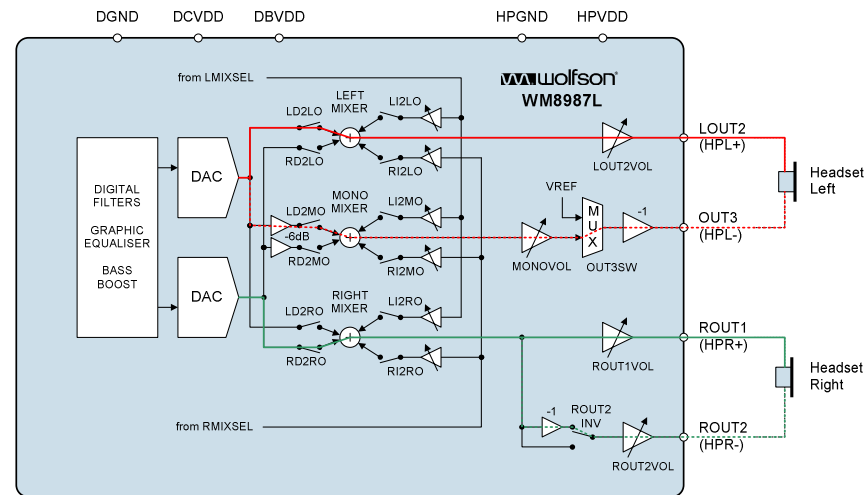 DGND DCVDD DBVDD HPGND HPVDD
from LMIXSEL
wolfson®
WM8987L
LEFT
MIXER
LD2LO
LI2LO
LOUT2
(HPL+)
RD2LO
RI2LO
LOUT2VOL
DAC
DIGITAL
FILTERS
GRAPHIC
EQUALISER
BASS
BOOST
Headset
Left
MONO
MIXER
LD2MO
LI2MO
VREF
M
U
X
-1
OUT3
(HPL-)
-6dB
RD2MO
RI2MO
MONOVOL
OUT3SW
DAC
RIGHT
MIXER
LD2RO
LI2RO
ROUT1
(HPR+)
RD2RO
RI2RO
ROUT1VOL
Headset
Right
from RMIXSEL
-1
ROUT2
INV
ROUT2VOL
ROUT2
(HPR-)